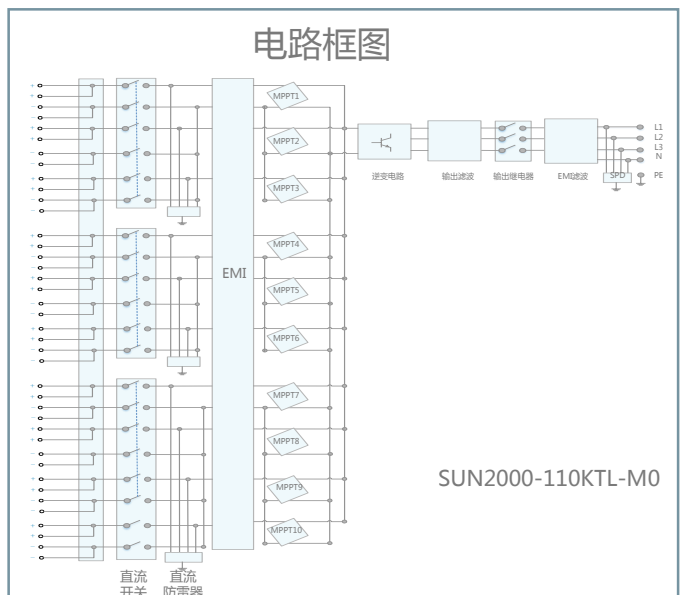 电路框图
MPPT1
MPPT2
MPPT3
MPPT4
EMI
MPPT5
MPPT6
MPPT7
MPPT8
MPPT9
MPPT10
L1
L2
L3
N
PE
SPD
逆变电路
输出滤波
输出继电器
EMI滤波
SUN2000-110KTL-M0
直流
开关
直流
防雷器